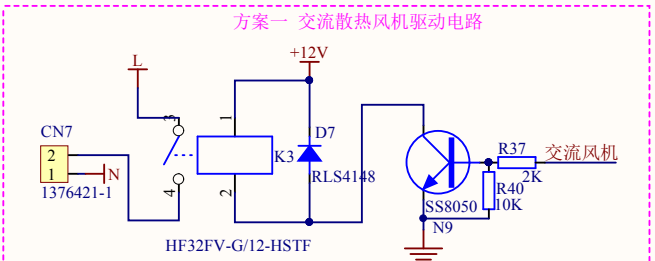 方案一 交流散热风机驱动电路
+12V
L
CN7
3
1
D7
2
1
N
K3
R37
交流风机
2K
1376421-1
4
2
RLS4148
R40
SS8050
10K
N9
HF32FV-G/12-HSTF